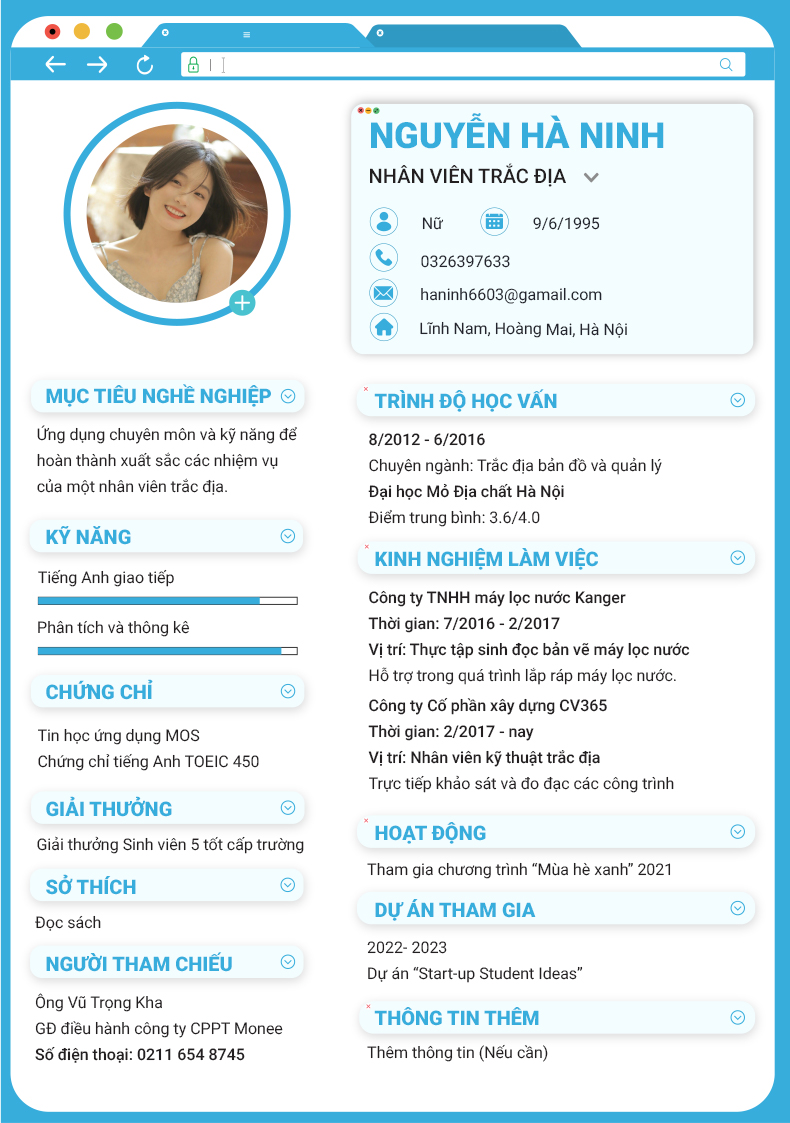 NGUYỄN HÀ NINH
NHÂN VIÊN TRẮC ĐỊA
Nữ
9/6/1995
0326397633
haninh6603@gamail.com
Lĩnh Nam, Hoàng Mai, Hà Nội
MỤC TIÊU NGHỀ NGHIỆP
Ứng dụng chuyên môn và kỹ năng để
hoàn thành xuất sắc các nhiệm vụ
của một nhân viên trắc địa.
KỸ NĂNG
Tiếng Anh giao tiếp
Phân tích và thông kê
CHỨNG CHỈ
Tin học ứng dụng MOS
Chứng chỉ tiếng Anh TOEIC 450
GIẢI THƯỞNG
Giải thưởng Sinh viên 5 tốt cấp trường
SỞ THÍCH
Đọc sách
NGƯỜI THAM CHIẾU
Ông Vũ Trọng Kha
GĐ điều hành công ty CPPT Monee
Số điện thoại: 0211 654 8745
TRÌNH ĐỘ HỌC VẤN
8/2012 - 6/2016
Chuyên ngành: Trắc địa bản đồ và quản lý
Đại học Mỏ Địa chất Hà Nội
Điểm trung bình: 3.6/4.0
KINH NGHIỆM LÀM VIỆC
Công ty TNHH máy lọc nước Kanger
Thời gian: 7/2016 - 2/2017
Vị trí: Thực tập sinh đọc bản vẽ máy lọc nước
Hỗ trợ trong quá trình lắp ráp máy lọc nước.
Công ty Cố phần xây dựng CV365
Thời gian: 2/2017 - nay
Vị trí: Nhân viên kỹ thuật trắc địa
Trực tiếp khảo sát và đo đạc các công trình
HOẠT ĐỘNG
Tham gia chương trình “Mùa hè xanh” 2021
DỰ ÁN THAM GIA
2022- 2023
Dự án “Start-up Student Ideas”
THÔNG TIN THÊM
Thêm thông tin (Nếu cần)